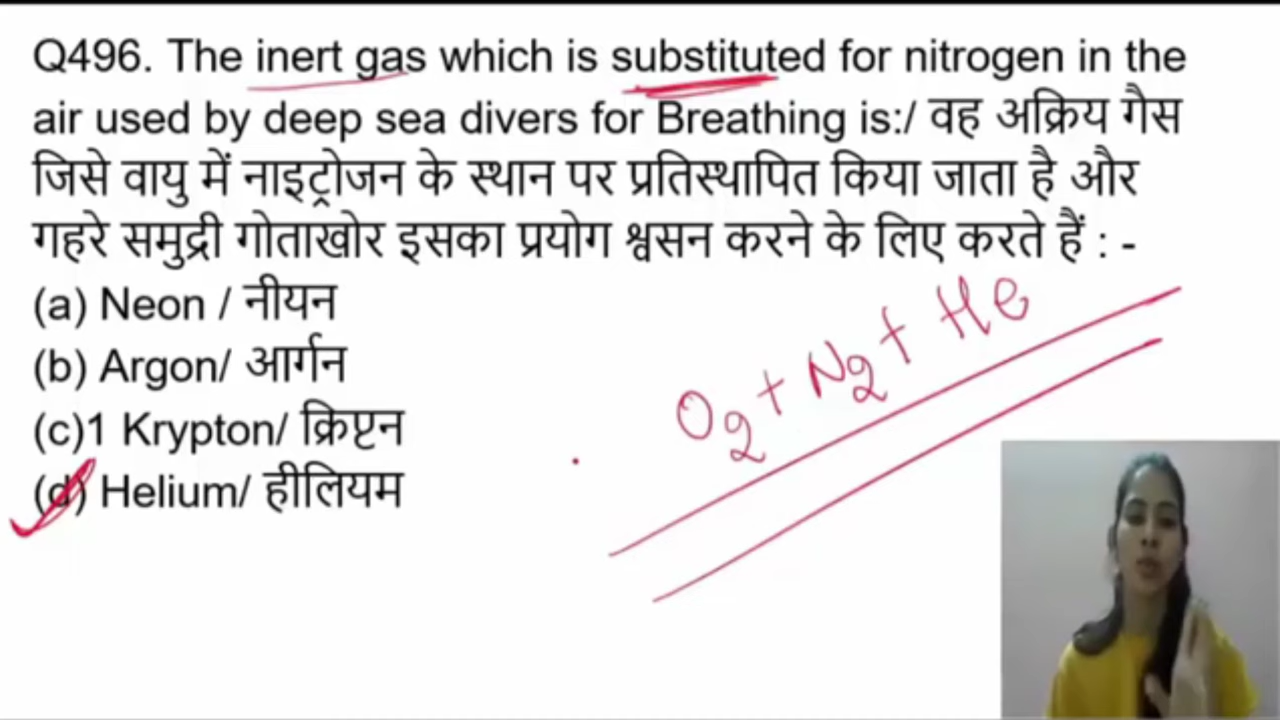 Q496. The inert gas which is substituted for nitrogen in the
air used by deep sea divers for Breathing is:/ वह अक्रिय गैस
जिसे वायु में नाइट्रोजन के स्थान पर प्रतिस्थापित किया जाता है और
गहरे समुद्री गोताखोर इसका प्रयोग श्वसन करने के लिए करते हैं : -
(a) Neon / नीयन
(b) Argon/ आर्गन
(c)1 Krypton/ क्रिप्टन
(d) Helium/ हीलियम
O2 + N2 + He